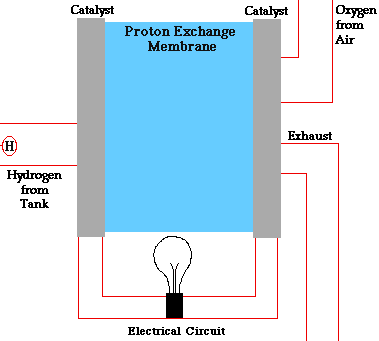 Catalyst
Catalyst
Oxygen
from
Air
Proton Exchange
Membrane
H
Exhaust
Hydrogen
from
Tank
Electrical Circuit